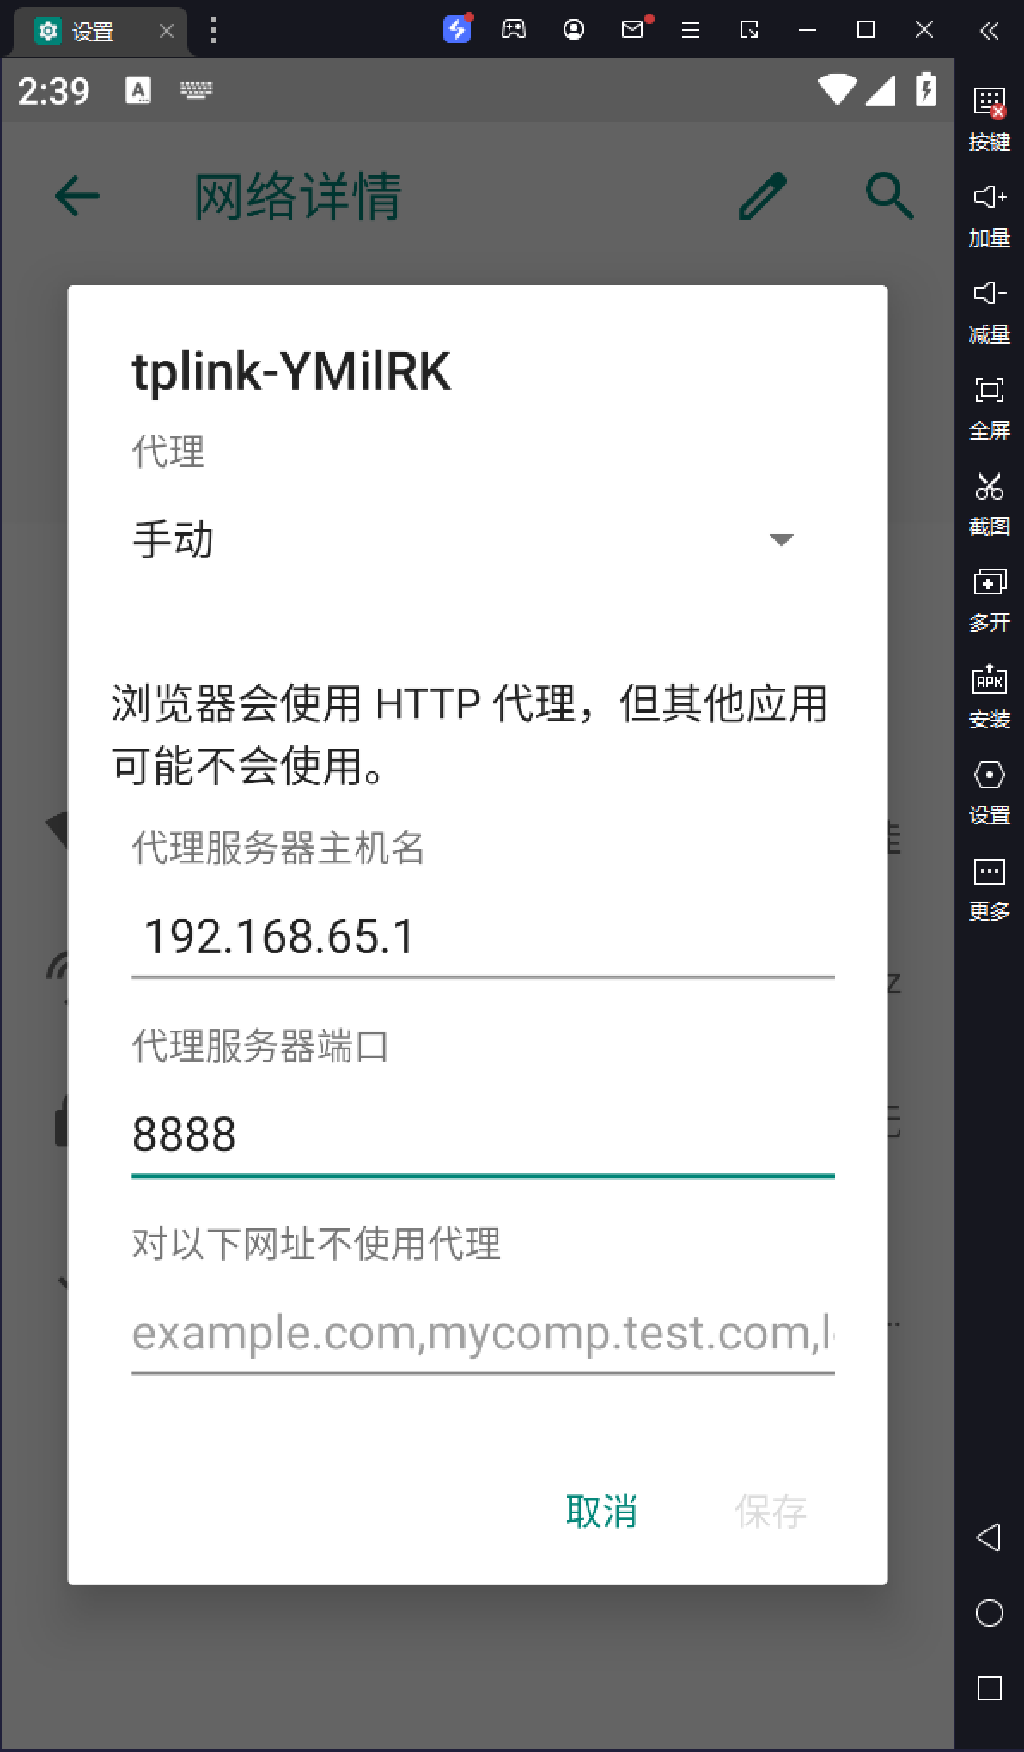 设置
2:39
A
网络详情
tplink-YMilRK
代理
手动
浏览器会使用 HTTP 代理，但其他应用
可能不会使用。
代理服务器主机名
192.168.65.1
代理服务器端口
8888
对以下网址不使用代理
example.com,mycomp.test.com,l
取消
保存
按键
加量
减量
全屏
截图
多开
APK
安装
设置
更多